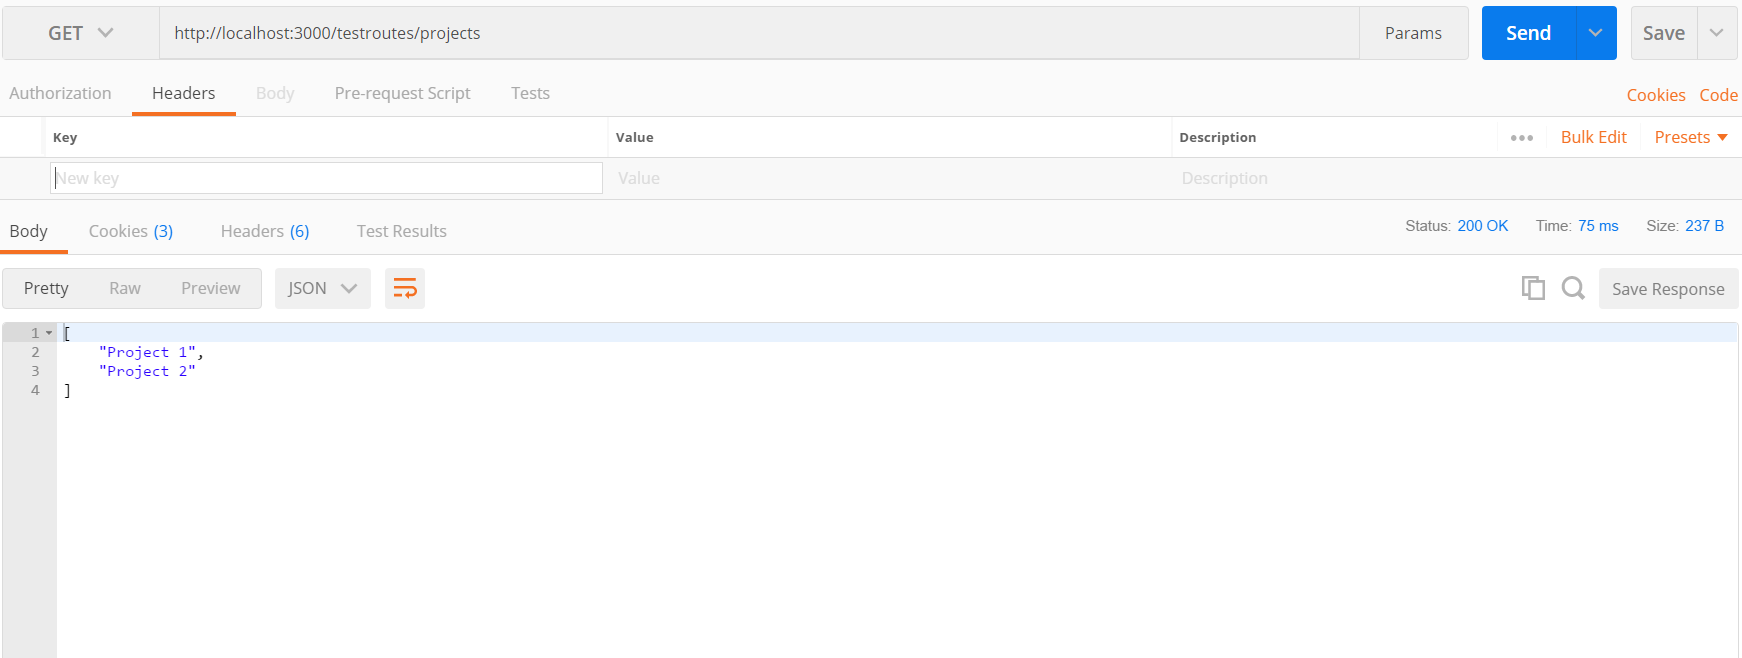 GET http://localhost:3000/testroutes/projects Params Send Save
Authorization Headers Body Pre-request Script Tests Cookies Code
Key Value Description ••• Bulk Edit Presets
New key Value Description
Body Cookies (3) Headers (6) Test Results Status: 200 OK Time: 75 ms Size: 237 B
Pretty Raw Preview JSON Save Response
1 [
2 "Project 1",
3 "Project 2"
4 ]